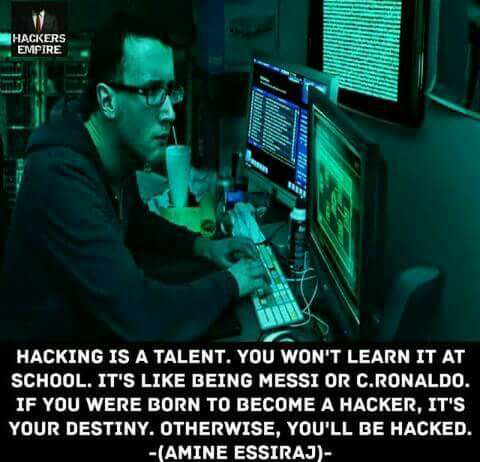 HACKERS
EMPIRE
HACKING IS A TALENT. YOU WON'T LEARN IT AT
SCHOOL. IT'S LIKE BEING MESSI OR C.RONALDO.
IF YOU WERE BORN TO BECOME A HACKER, IT'S
YOUR DESTINY. OTHERWISE, YOU'LL BE HACKED.
-(AMINE ESSIRAJ)-